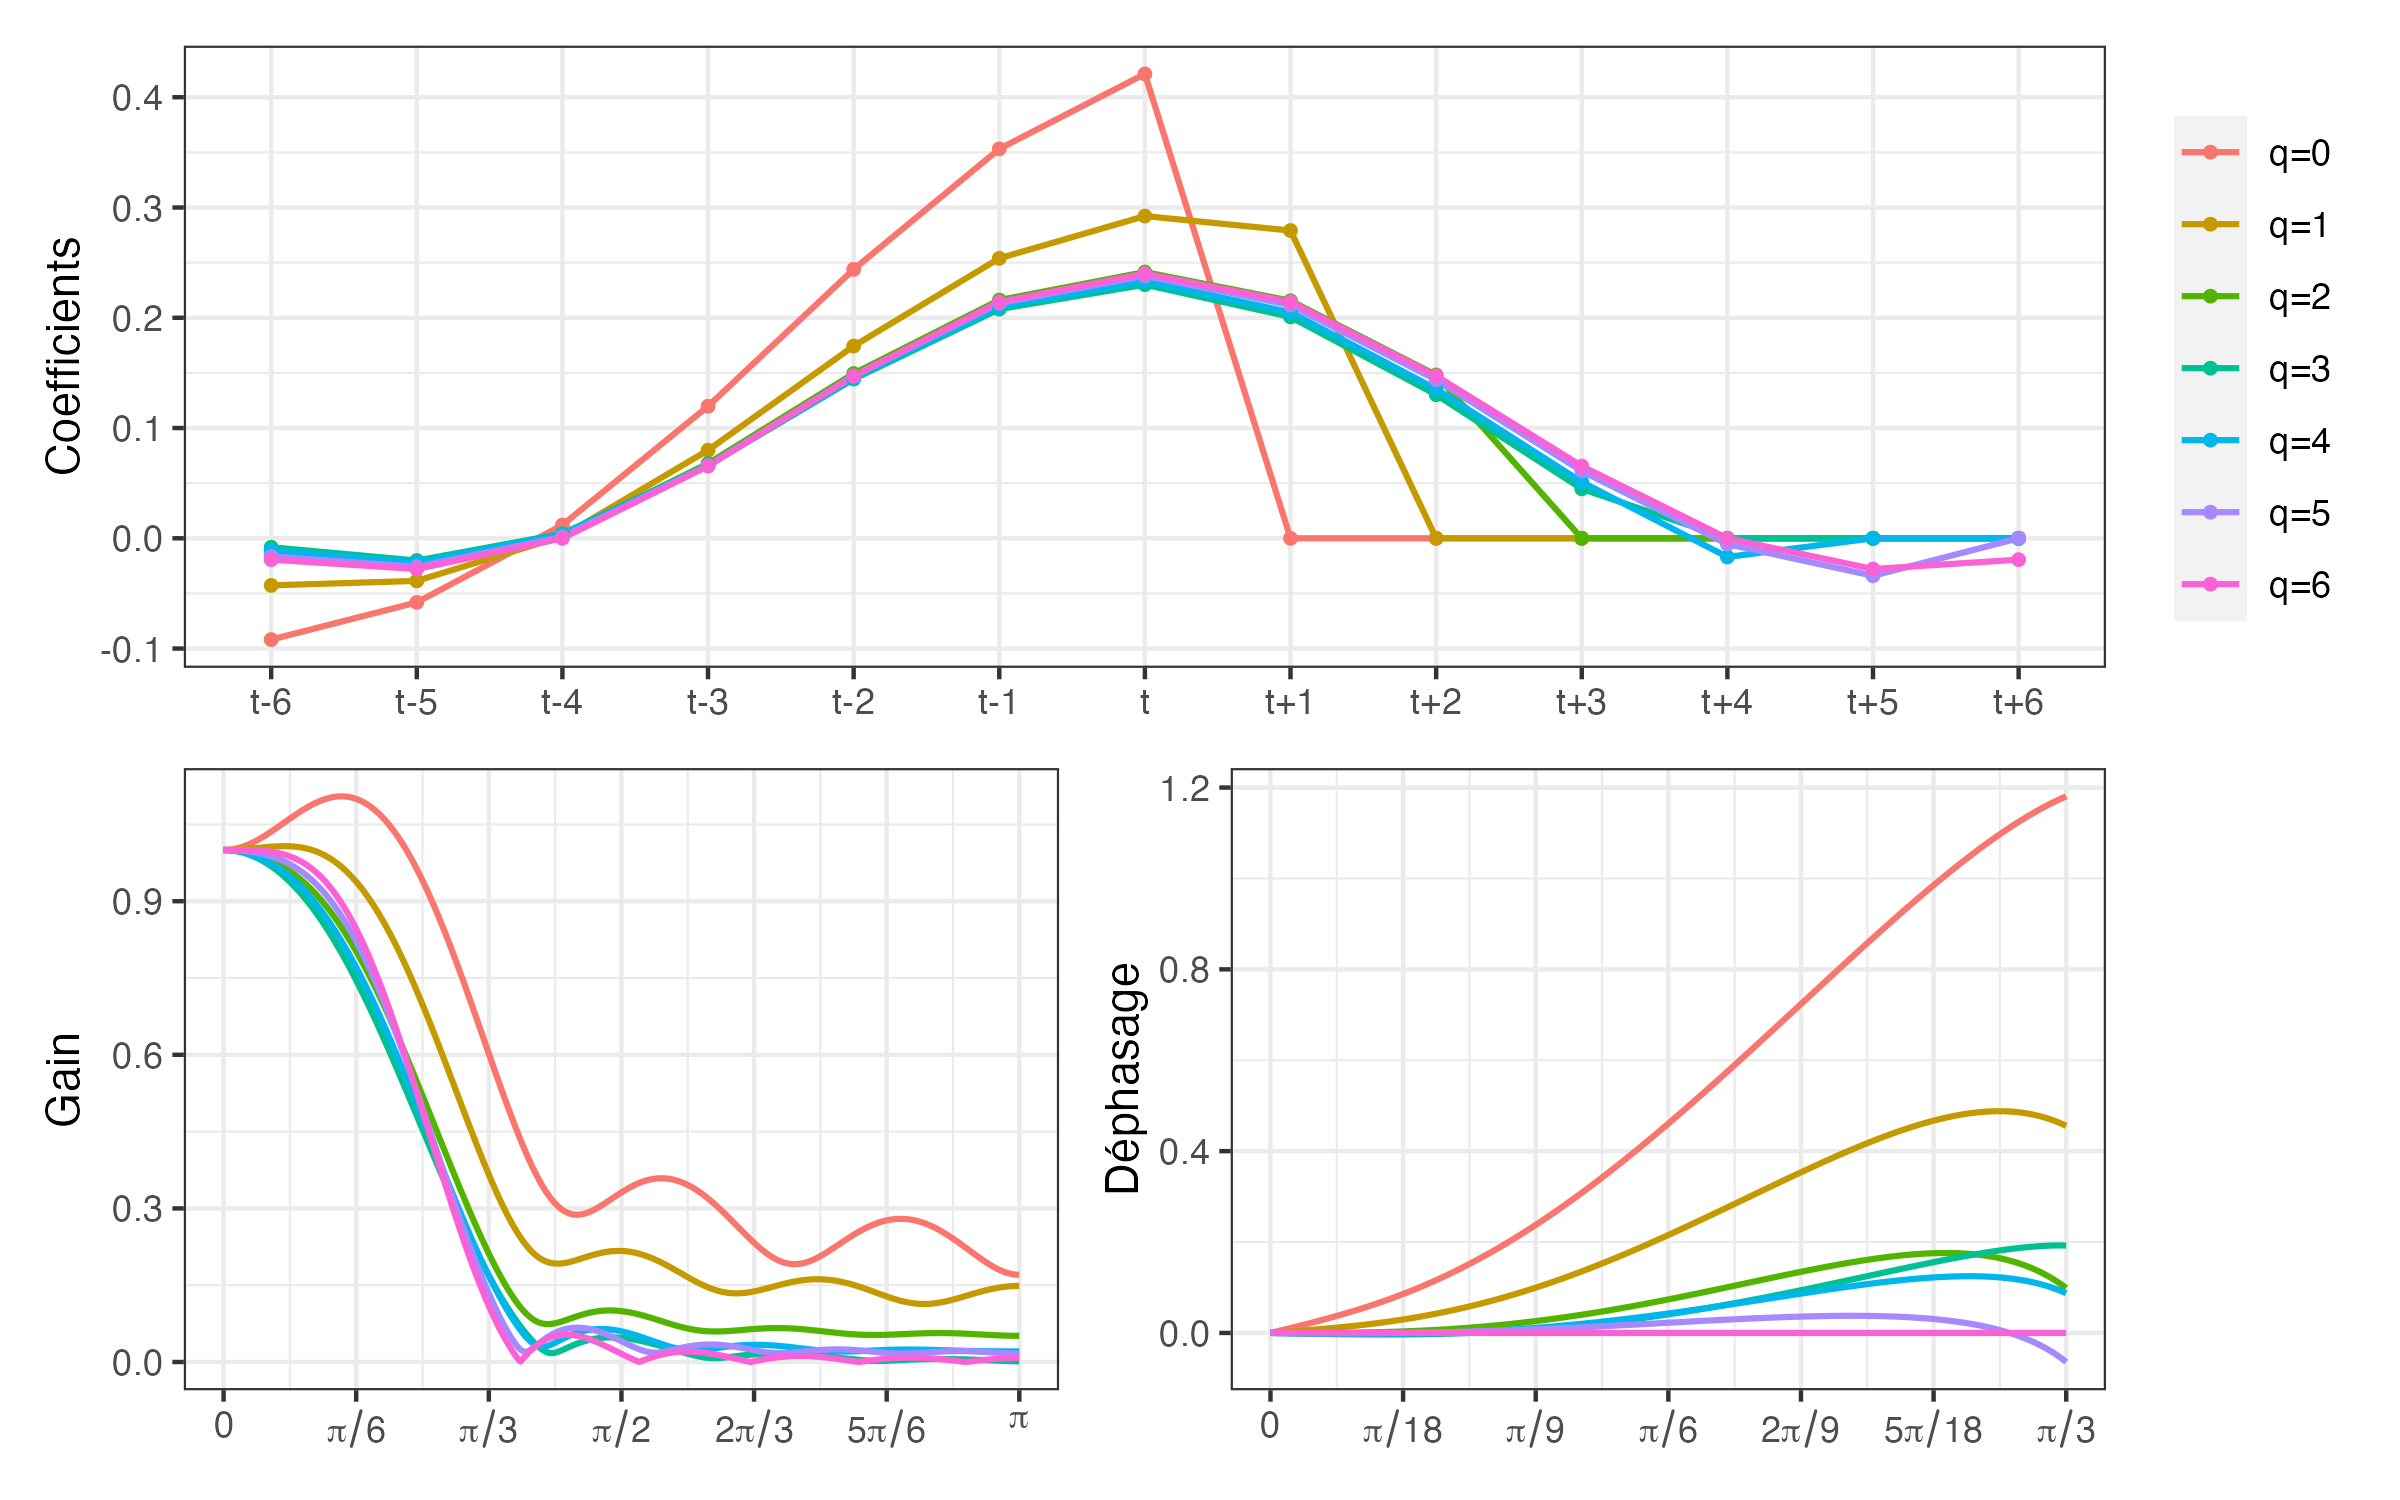 Coefficients
0.4
0.3
0.2
0.1
0.0
-0.1
t-6 t-5 t-4 t-3 t-2 t-1 t t+1 t+2 t+3 t+4 t+5 t+6
q=0
q=1
q=2
q=3
q=4
q=5
q=6
Gain
0.9
0.6
0.3
0.0
0 π/6 π/3 π/2 2π/3 5π/6 π
Déphasage
1.2
0.8
0.4
0.0
0 π/18 π/9 π/6 2π/9 5π/18 π/3